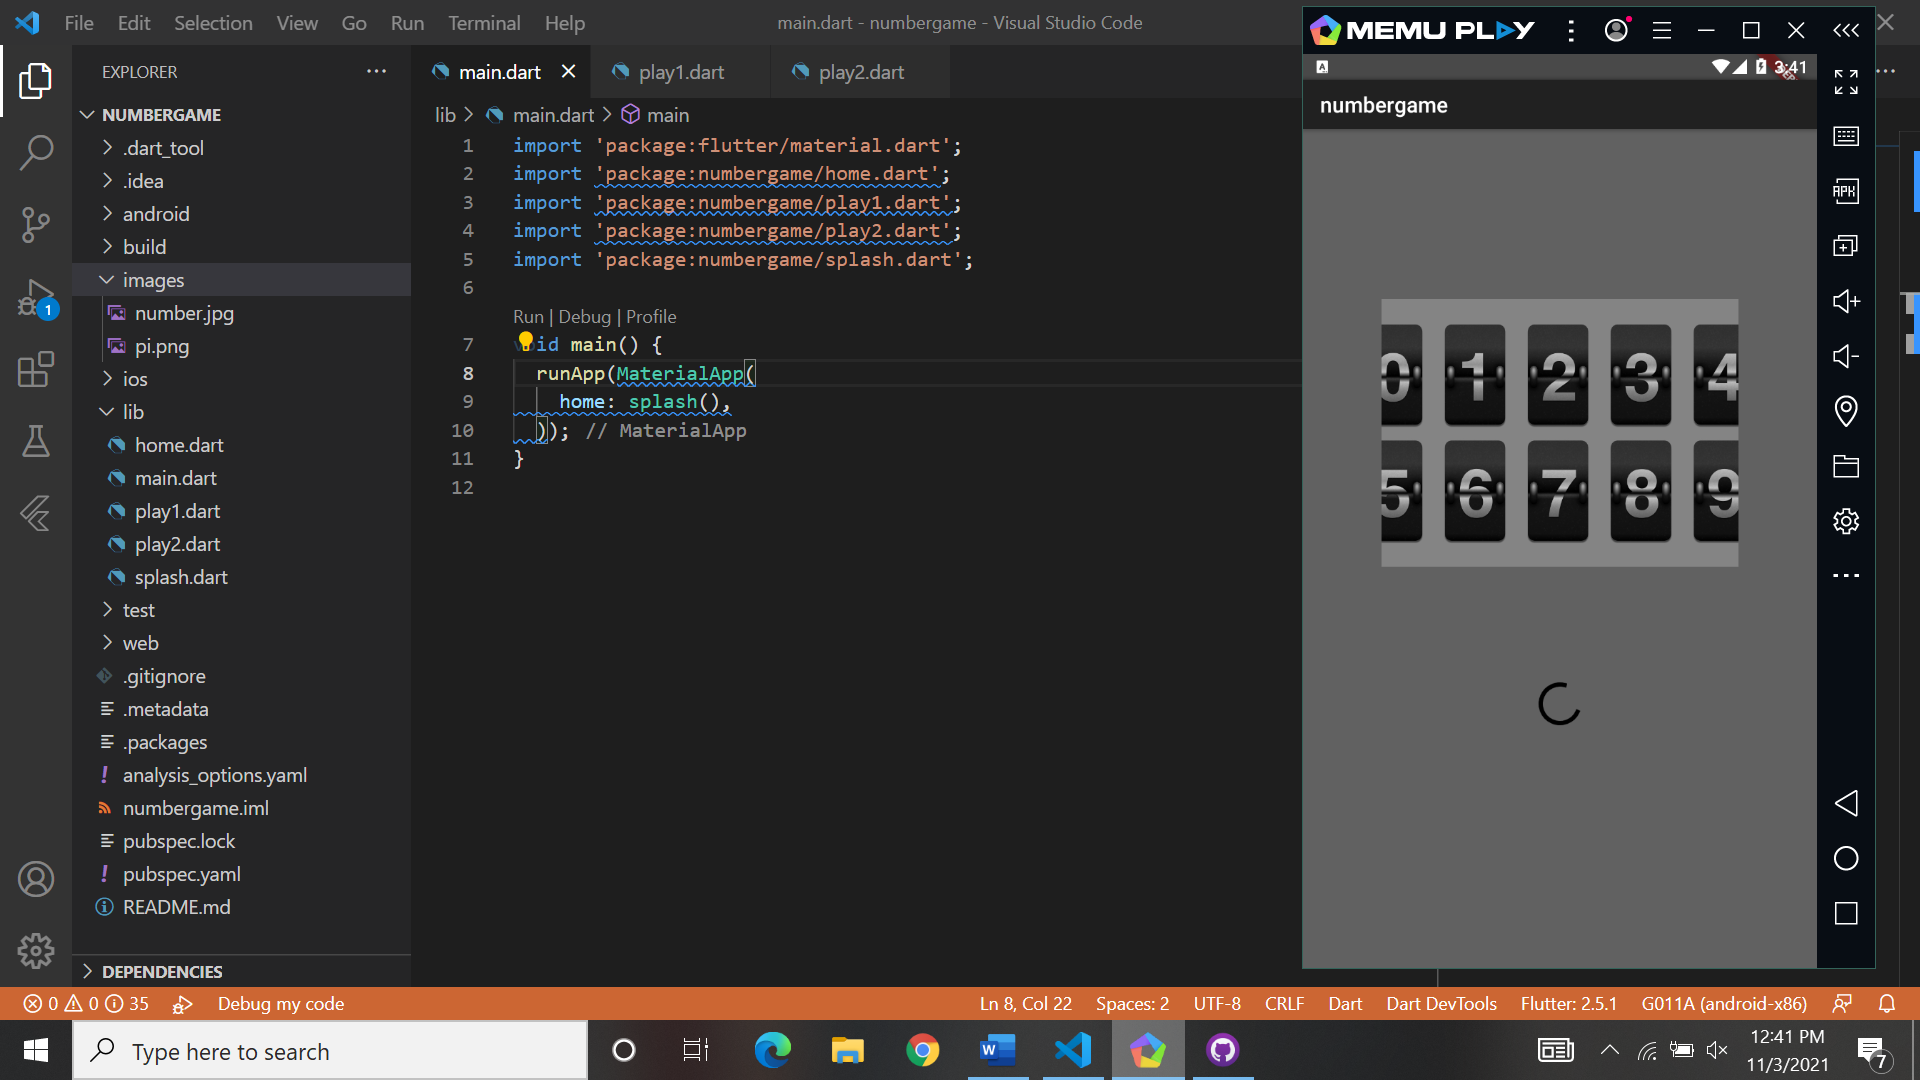 File Edit Selection View Go Run Terminal Help
main.dart - numbergame - Visual Studio Code
EXPLORER
NUMBERGAME
.dart_tool
.idea
android
build
images
number.jpg
pi.png
ios
lib
home.dart
main.dart
play1.dart
play2.dart
splash.dart
test
web
.gitignore
.metadata
.packages
analysis_options.yaml
numbergame.iml
pubspec.lock
pubspec.yaml
README.md
DEPENDENCIES
1
main.dart play1.dart play2.dart
lib > main.dart > main
1 import 'package:flutter/material.dart';
2 import 'package:numbergame/home.dart';
3 import 'package:numbergame/play1.dart';
4 import 'package:numbergame/play2.dart';
5 import 'package:numbergame/splash.dart';
6
Run | Debug | Profile
7 void main() {
8 runApp(MaterialApp(
9 home: splash(),
10 )); // MaterialApp
11 }
12
MEMU PLAY
A 3:41
numbergame
0 1 2 3 4
5 6 7 8 9
APK
0 0 35 Debug my code Ln 8, Col 22 Spaces: 2 UTF-8 CRLF Dart Dart DevTools Flutter: 2.5.1 G011A (android-x86)
Type here to search
W
12:41 PM
11/3/2021
7